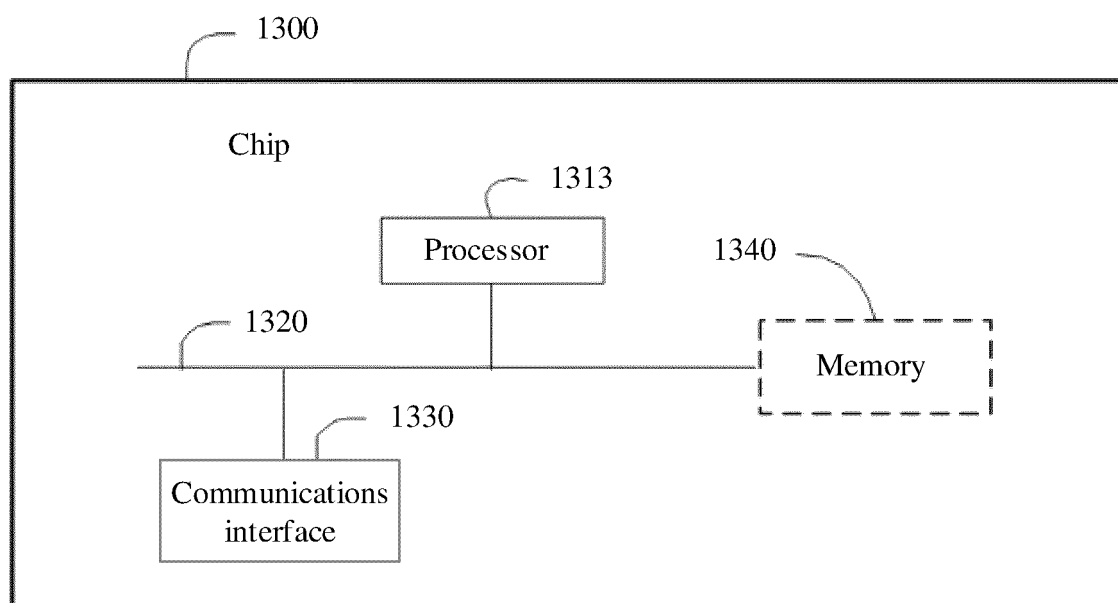 1300
Chip
1313
Processor
1340
1320
Memory
1330
Communications
interface